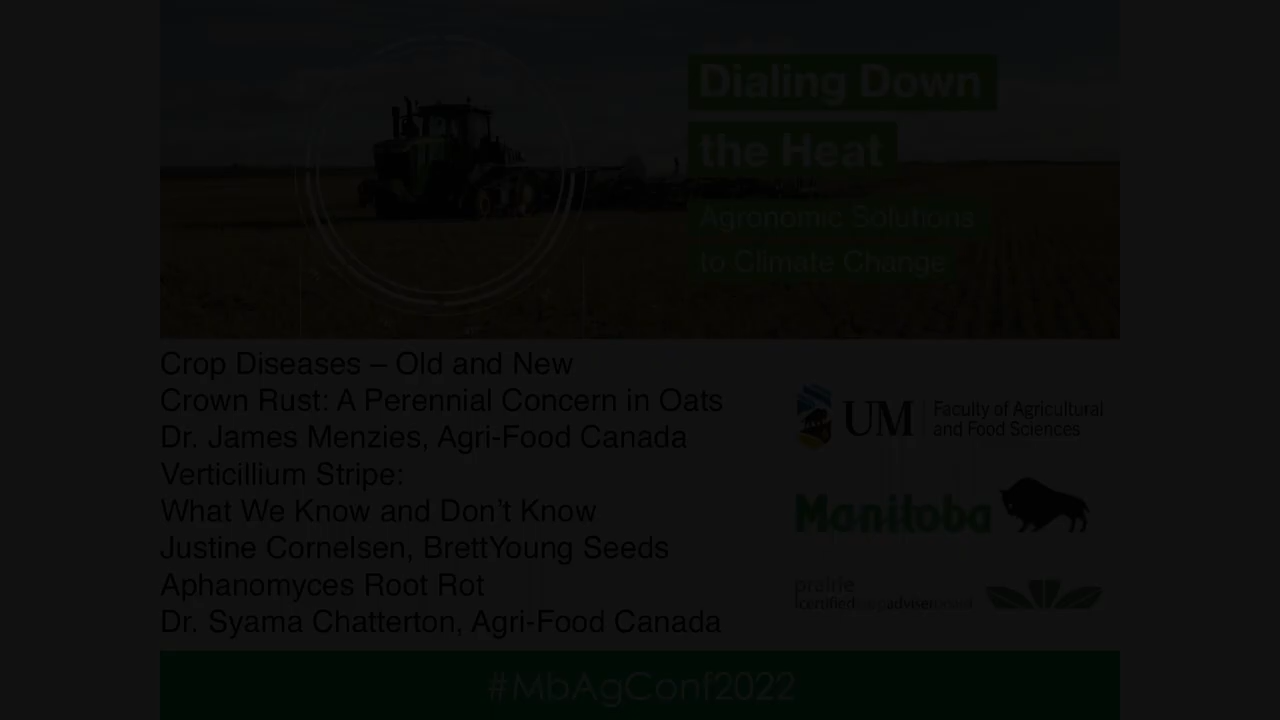 Dialing Down
the Heat
Agronomic Solutions
to Climate Change
Crop Diseases – Old and New
Crown Rust: A Perennial Concern in Oats
Dr. James Menzies, Agri-Food Canada
Verticillium Stripe:
What We Know and Don't Know
Justine Cornelsen, BrettYoung Seeds
Aphanomyces Root Rot
Dr. Syama Chatterton, Agri-Food Canada
UM Faculty of Agricultural
and Food Sciences
Manitoba
prairie
certifiedcropadviserboard
#MbAgConf2022